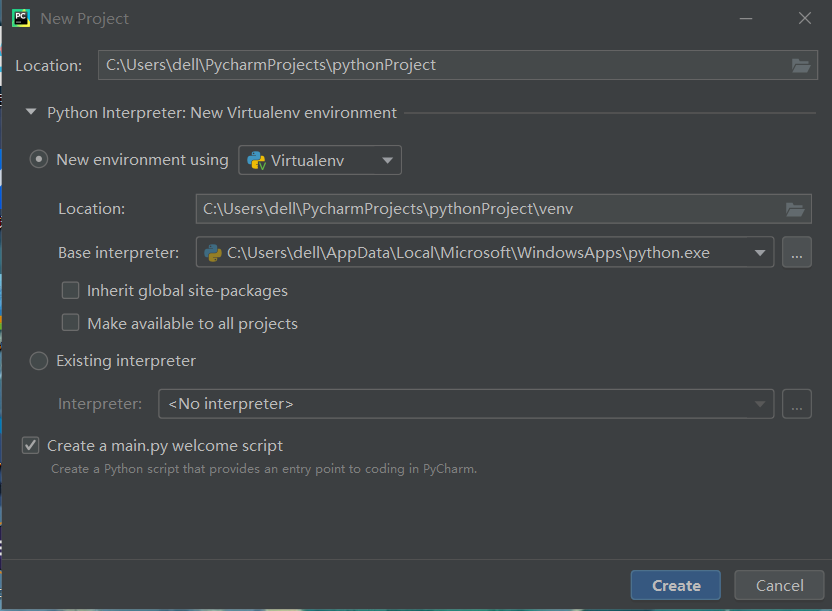 PC
New Project
Location: C:\Users\dell\PycharmProjects\pythonProject
Python Interpreter: New Virtualenv environment
New environment using Virtualenv
Location: C:\Users\dell\PycharmProjects\pythonProject\venv
Base interpreter: C:\Users\dell\AppData\Local\Microsoft\WindowsApps\python.exe ...
Inherit global site-packages
Make available to all projects
Existing interpreter
Interpreter: <No interpreter> ...
Create a main.py welcome script
Create a Python script that provides an entry point to coding in PyCharm.
Create Cancel